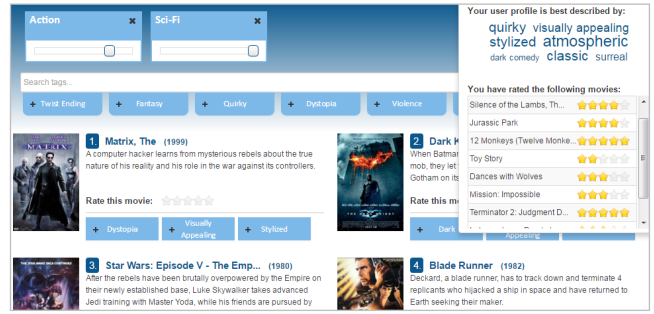 Action ✖
Sci-Fi ✖
Search tags...
+ Twist Ending
+ Fantasy
+ Quirky
+ Dystopia
+ Violence
Your user profile is best described by:
quirky visually appealing
stylized atmospheric
dark comedy classic surreal
You have rated the following movies:
Silence of the Lambs, Th...
Jurassic Park
12 Monkeys (Twelve Monke...
Toy Story
Dances with Wolves
Mission: Impossible
Terminator 2: Judgment D...
MATRIX
1. Matrix, The (1999)
A computer hacker learns from mysterious rebels about the true
nature of his reality and his role in the war against its controllers.
Rate this movie:
+ Dystopia
+ Visually
Appealing
+ Stylized
2. Dark K
When Batmar
mob, they let
Gotham on its
Rate this mo
+ Dark
Appealing
3. Star Wars: Episode V - The Emp... (1980)
After the rebels have been brutally overpowered by the Empire on
their newly established base, Luke Skywalker takes advanced
Jedi training with Master Yoda, while his friends are pursued by
4. Blade Runner (1982)
Deckard, a blade runner, has to track down and terminate 4
replicants who hijacked a ship in space and have returned to
Earth seeking their maker.